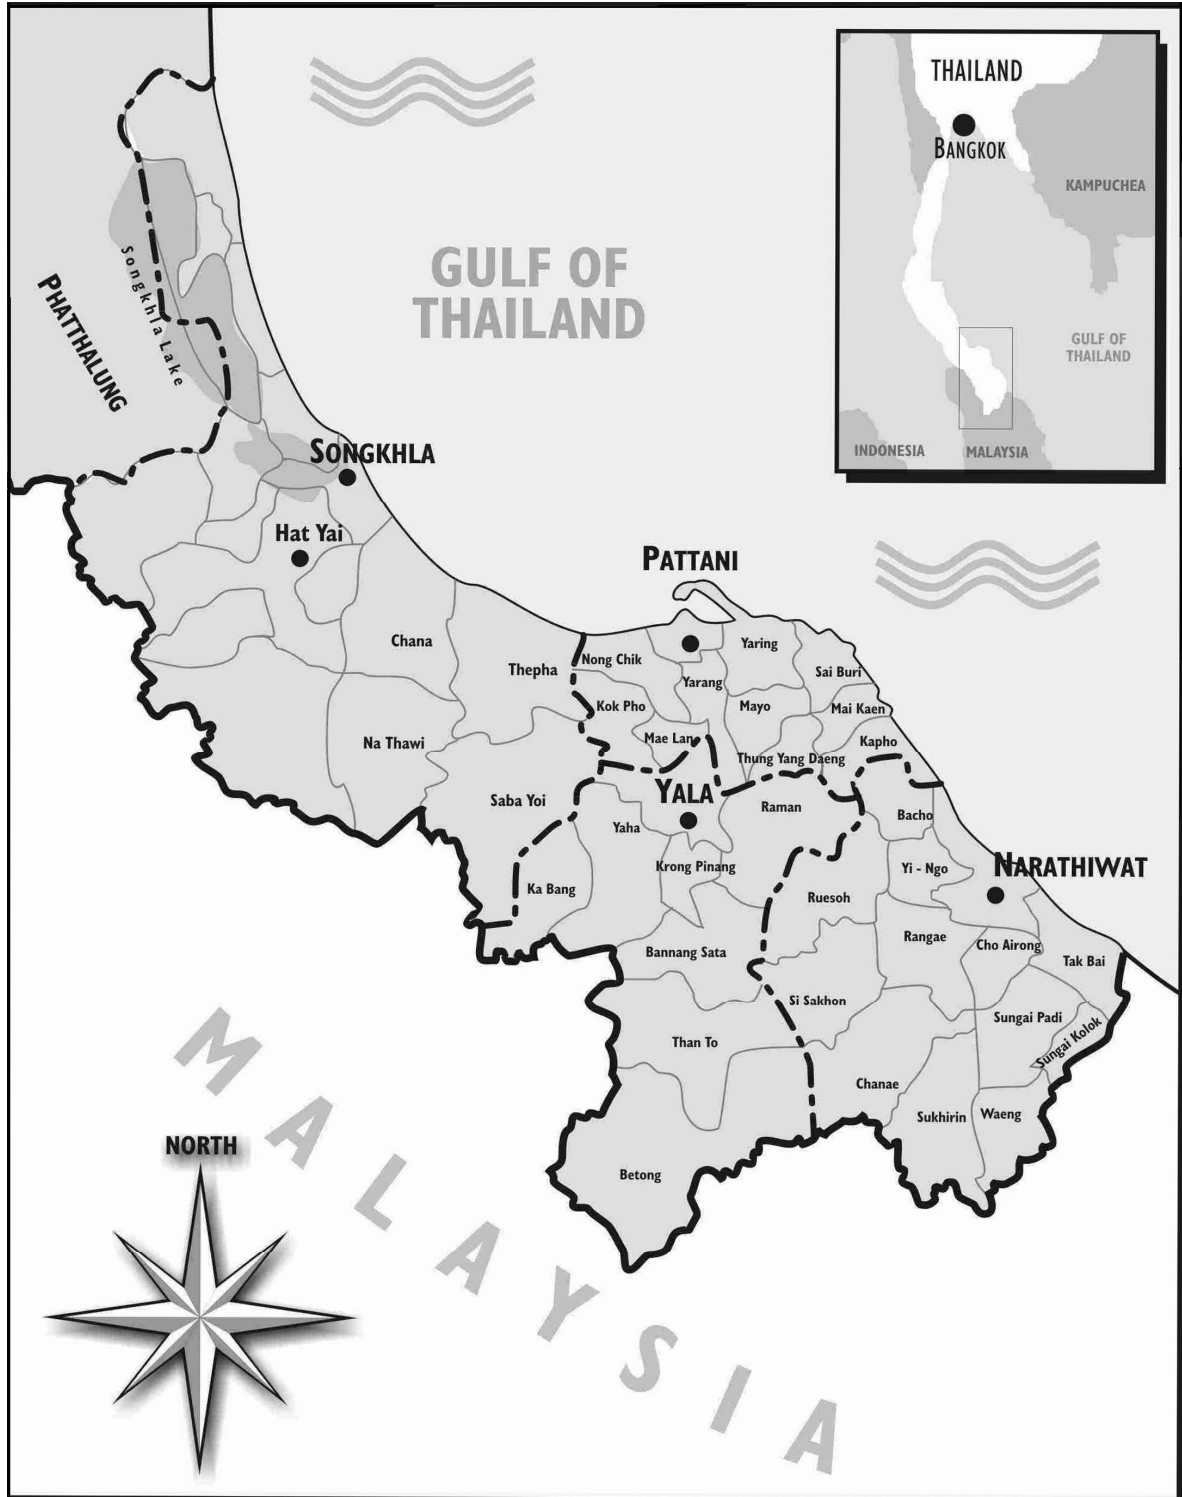 THAILAND
BANGKOK
KAMPUCHEA
GULF OF
THAILAND
INDONESIA
MALAYSIA
GULF OF
THAILAND
PHATTHALUNG
Songkhla Lake
SONGKHLA
Hat Yai
PATTANI
Chana
Thepha
Nong Chik
Yaring
Sai Buri
Yarang
Kok Pho
Mayo
Mai Kaen
Mae Lan
Kapho
Na Thawi
Thung Yang Daeng
Saba Yoi
YALA
Raman
Bacho
Yaha
Krong Pinang
Yi - Ngo
NARATHIWAT
Ka Bang
Ruesoh
Rangae
Cho Airong
Bannang Sata
Tak Bai
Si Sakhon
Sungai Padi
Sungai Kolok
Than To
Chanae
Sukhirin
Waeng
Betong
MALAYSIA
NORTH